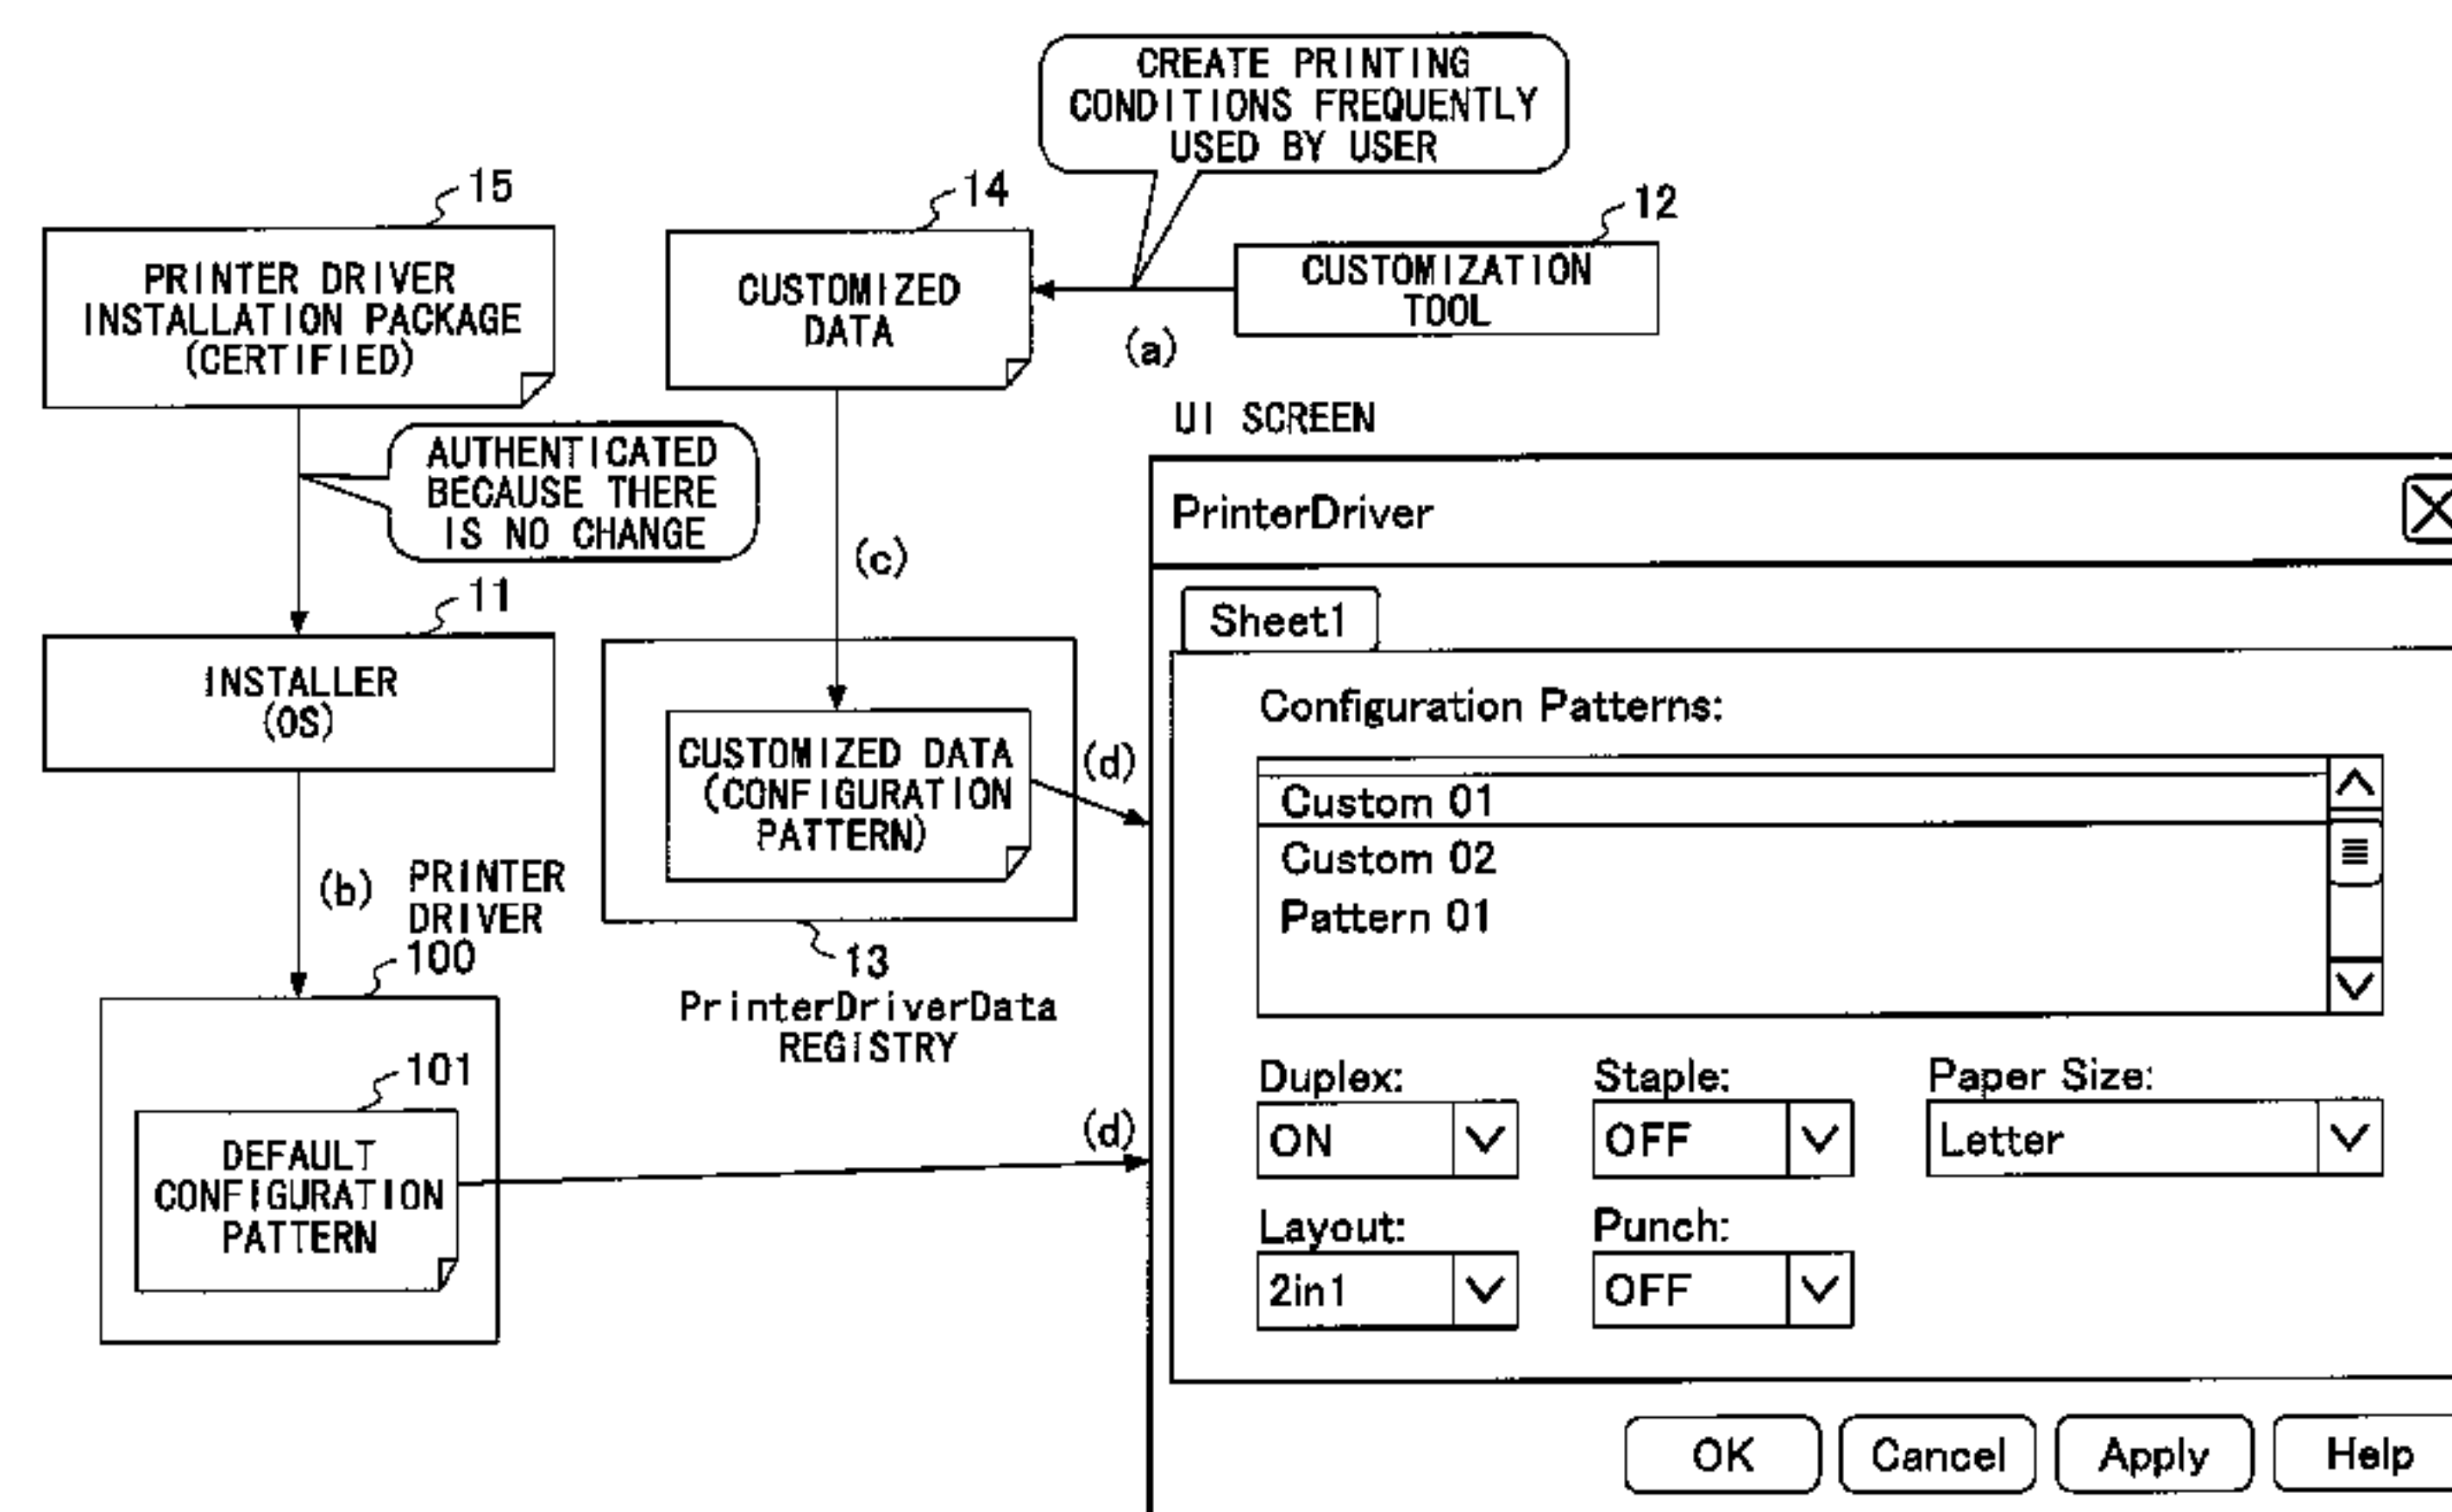 CREATE PRINTING
CONDITIONS FREQUENTLY
USED BY USER
15
14
12
PRINTER DRIVER
INSTALLATION PACKAGE
(CERTIFIED)
CUSTOMIZED
DATA
CUSTOMIZATION
TOOL
(a)
UI SCREEN
AUTHENTICATED
BECAUSE THERE
IS NO CHANGE
(c)
11
INSTALLER
(OS)
CUSTOMIZED DATA
(CONFIGURATION
PATTERN)
(d)
(b)
PRINTER
DRIVER
100
13
PrinterDriverData
REGISTRY
101
DEFAULT
CONFIGURATION
PATTERN
(d)
PrinterDriver
Sheet1
Configuration Patterns:
Custom 01
Custom 02
Pattern 01
Duplex: Staple: Paper Size:
ON OFF Letter
Layout: Punch:
2in1 OFF
OK Cancel Apply Help